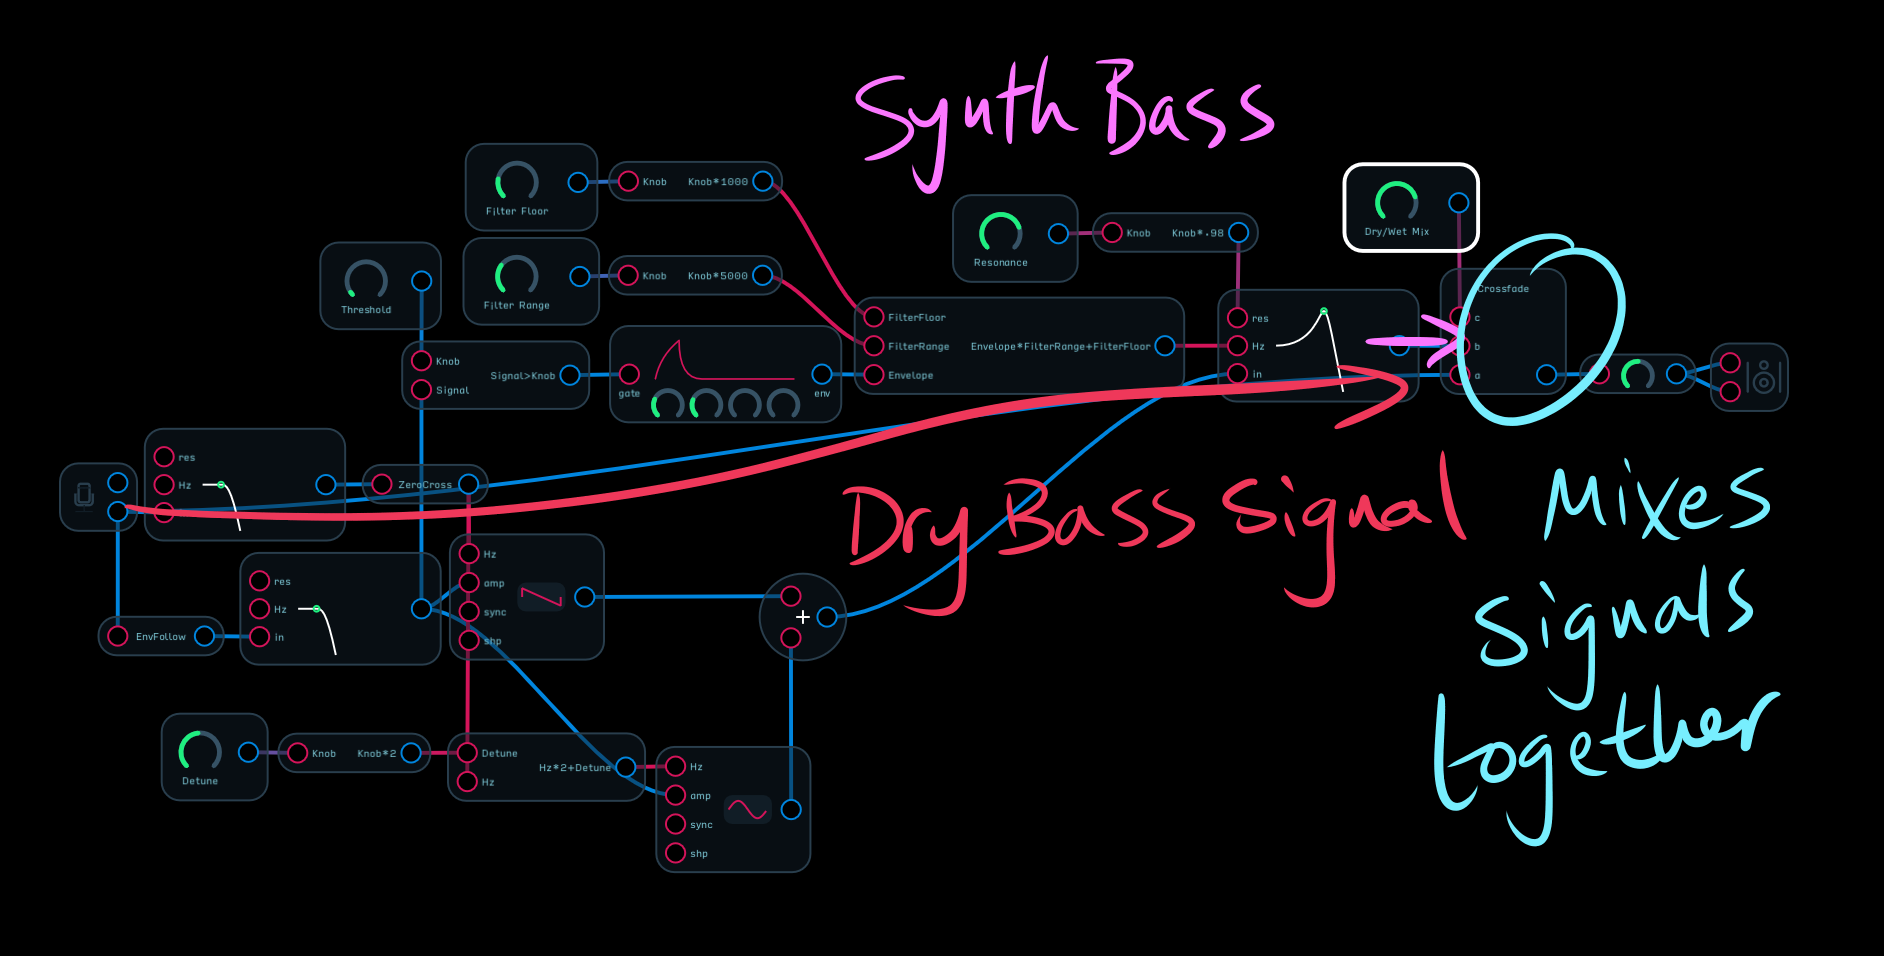 Synth Bass
Filter Floor
Knob Knob*1000
Dry/Wet Mix
Resonance
Knob Knob*.98
Threshold
Filter Range
Knob Knob*5000
Crossfade
c
b
a
Knob
Signal
Signal>Knob
gate
env
FilterFloor
FilterRange
Envelope
Envelope*FilterRange+FilterFloor
res
Hz
in
res
Hz
ZeroCross
Dry Bass Signal
Mixes
Signals
together
res
Hz
in
EnvFollow
Hz
amp
sync
shp
+
Detune
Knob Knob*2
Detune
Hz
Hz*2+Detune
Hz
amp
sync
shp